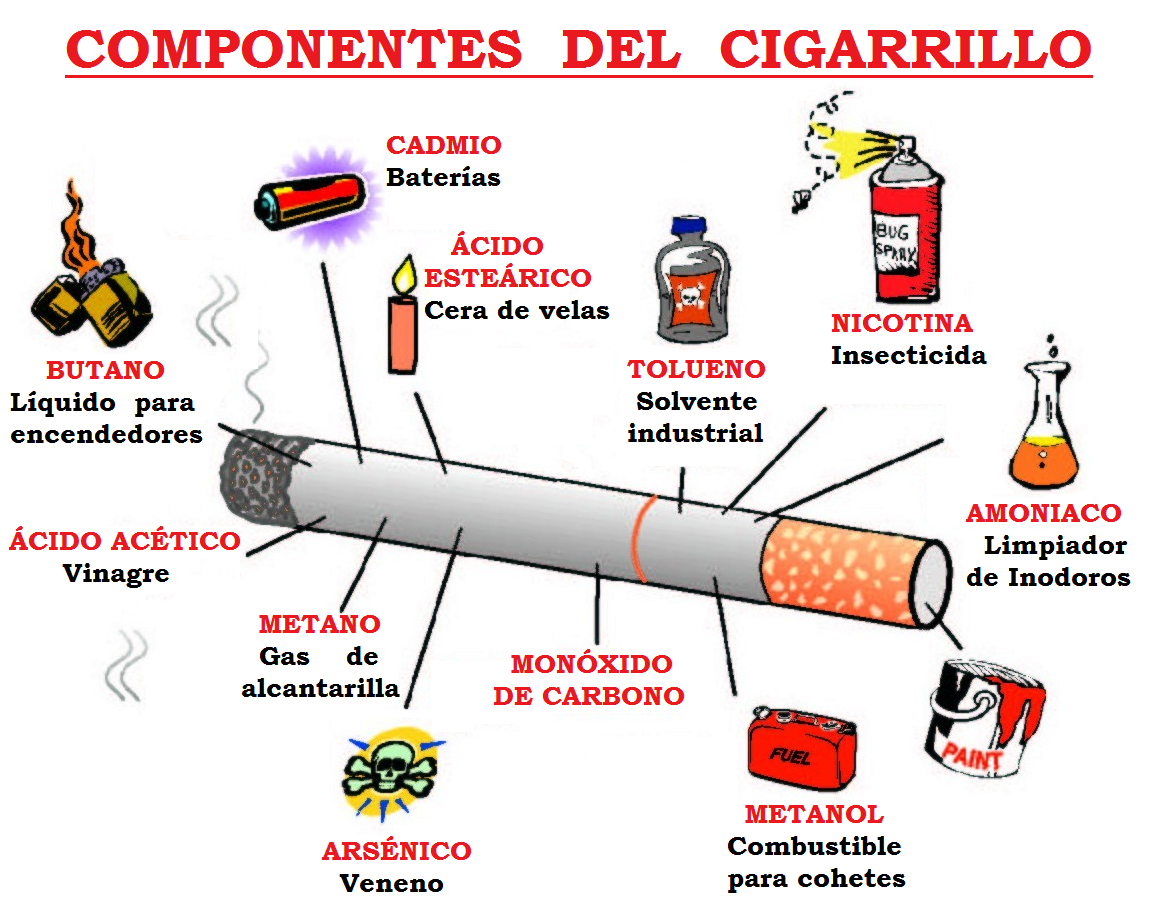 COMPONENTES DEL CIGARRILLO
CADMIO
Baterías
ÁCIDO
ESTEÁRICO
Cera de velas
BUG
SPRAY
NICOTINA
Insecticida
BUTANO
Líquido para
encendedores
TOLUENO
Solvente
industrial
AMONIACO
Limpiador
de Inodoros
ÁCIDO ACÉTICO
Vinagre
METANO
Gas de
alcantarilla
MONÓXIDO
DE CARBONO
PAINT
FUEL
METANOL
Combustible
para cohetes
ARSÉNICO
Veneno